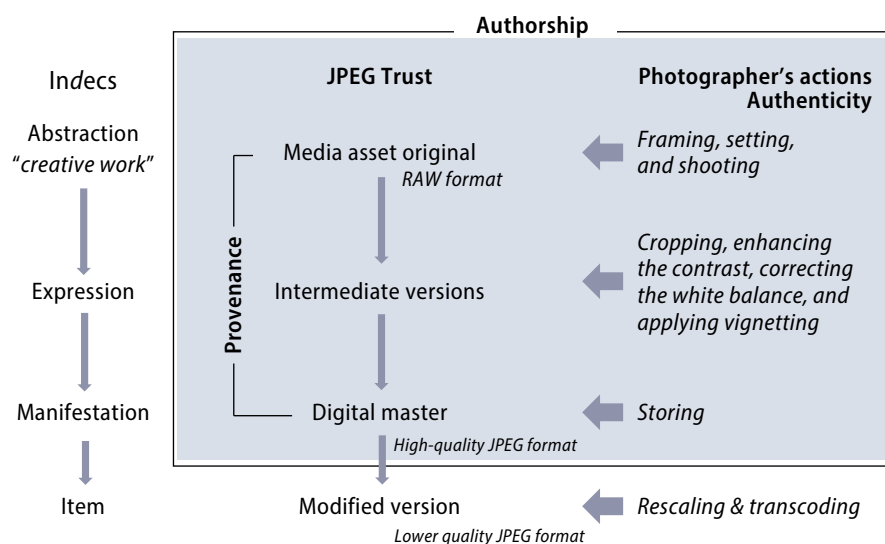 Authorship
Indecs
JPEG Trust
Photographer's actions
Authenticity
Abstraction
"creative work"
Media asset original
RAW format
Framing, setting,
and shooting
Provenance
Expression
Intermediate versions
Cropping, enhancing
the contrast, correcting
the white balance, and
applying vignetting
Manifestation
Digital master
High-quality JPEG format
Storing
Item
Modified version
Lower quality JPEG format
Rescaling & transcoding